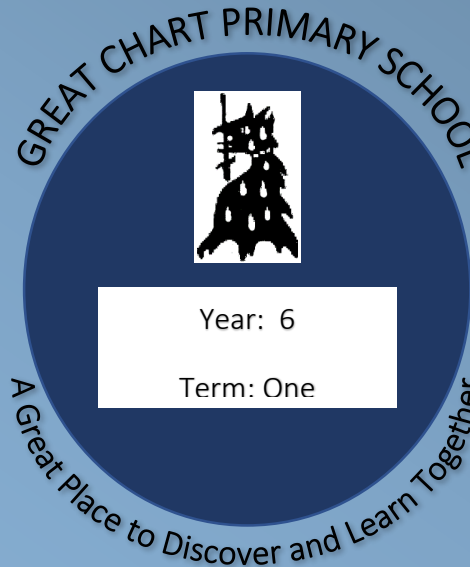 GREAT CHART PRIMARY SCHOOL
Year: 6
Term: One
A Great Place to Discover and Learn Together